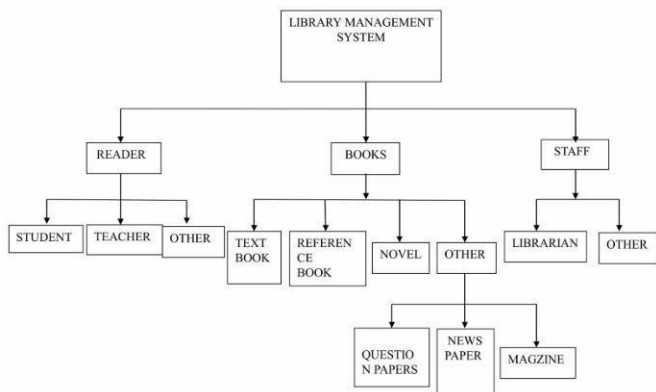 LIBRARY MANAGEMENT
SYSTEM
READER
BOOKS
STAFF
STUDENT
TEACHER
OTHER
TEXT
BOOK
REFEREN
CE
BOOK
NOVEL
OTHER
LIBRARIAN
OTHER
QUESTIO
N PAPERS
NEWS
PAPER
MAGZINE